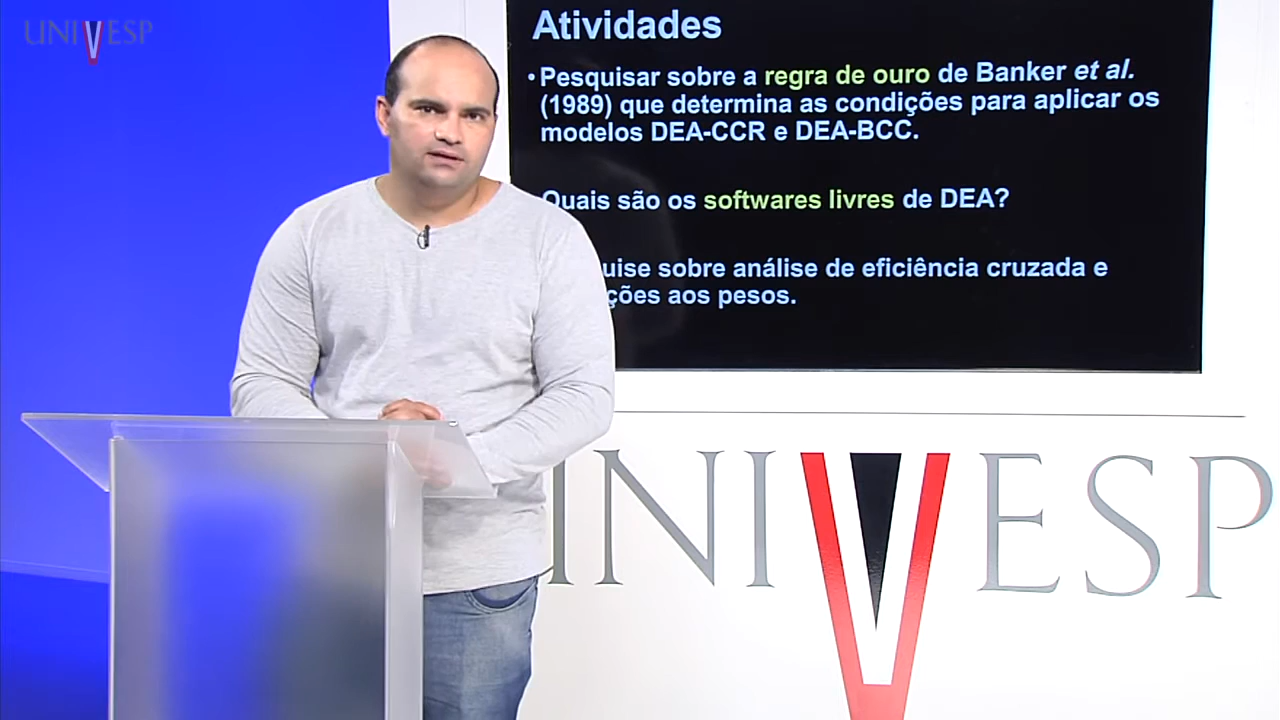 UNIVESP
Atividades
• Pesquisar sobre a regra de ouro de Banker et al.
(1989) que determina as condições para aplicar os
modelos DEA-CCR e DEA-BCC.
Quais são os softwares livres de DEA?
uise sobre análise de eficiência cruzada e
ções aos pesos.
UNIVESP